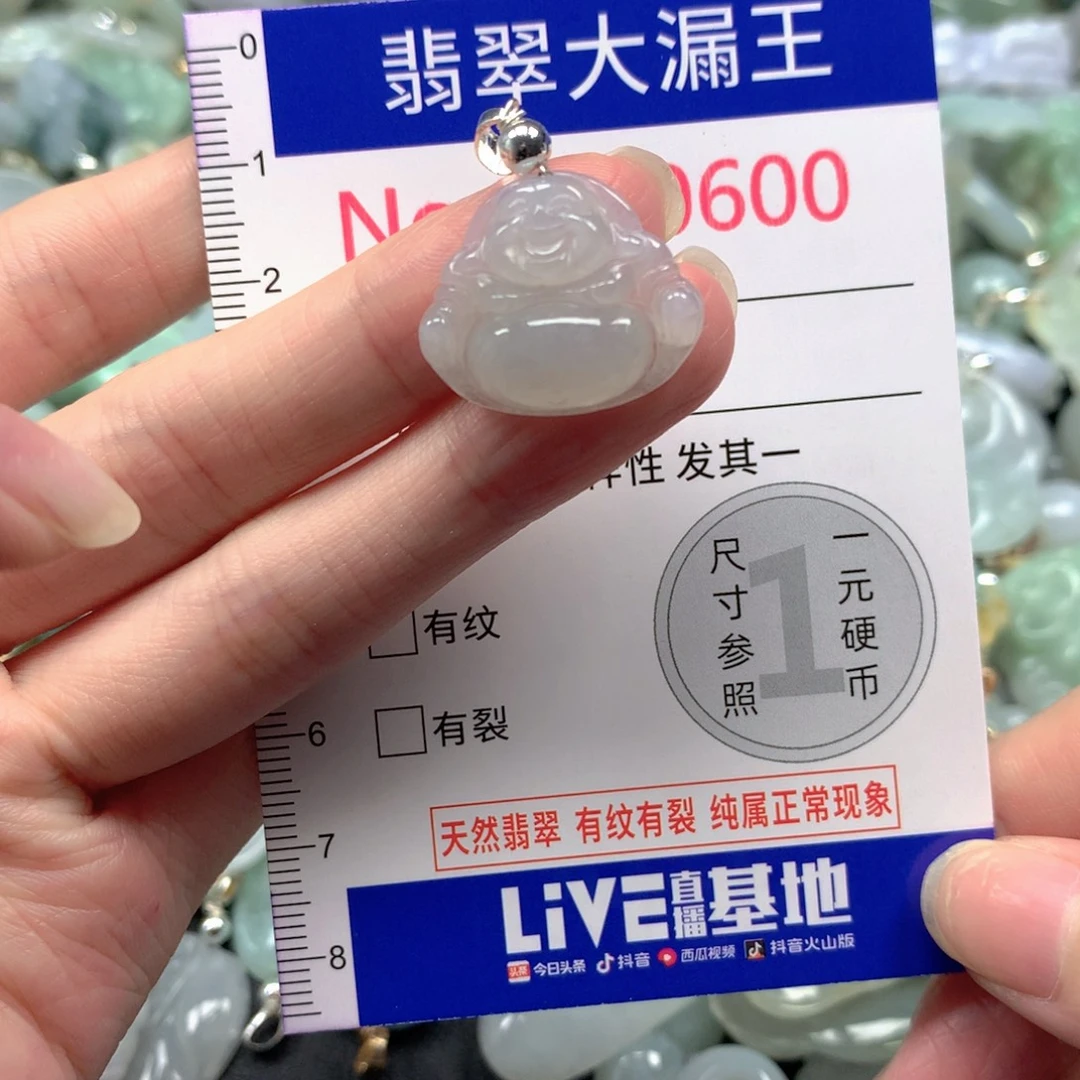 翡翠大漏王
0600
性 发其一
尺寸参照
1
一元硬币
有纹
有裂
天然翡翠 有纹有裂 纯属正常现象
LiVE直播基地
头条 今日头条 抖音 西瓜视频 抖音火山版
0
1
2
6
7
8